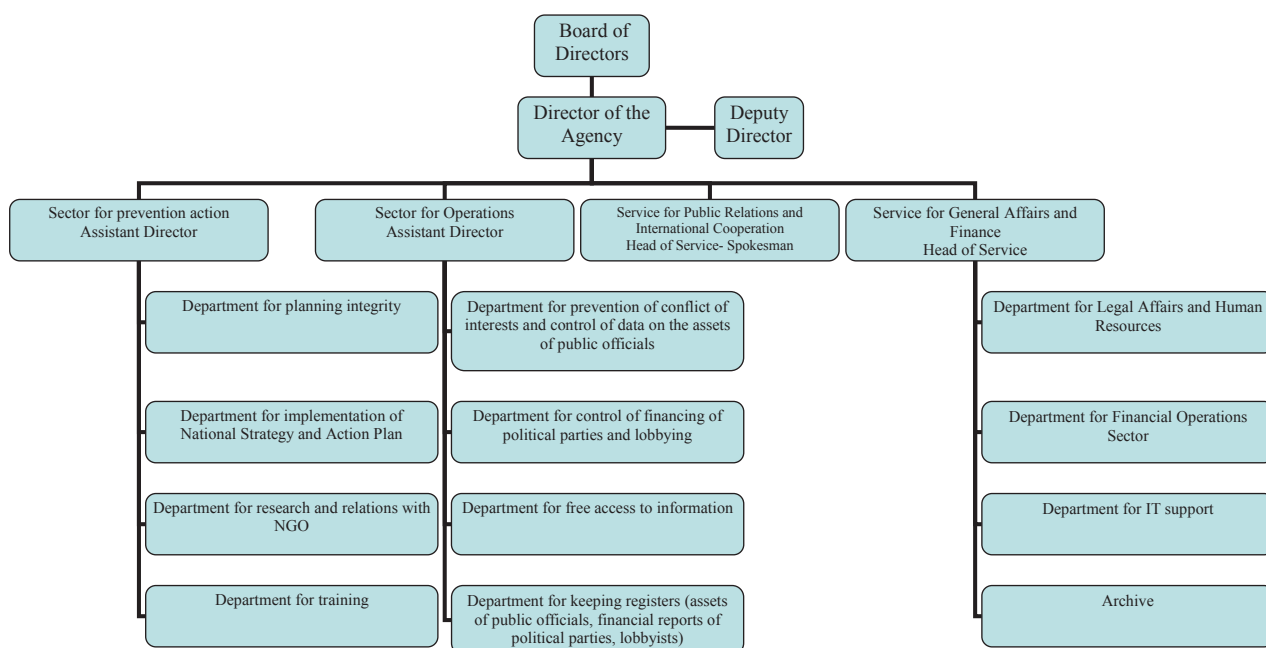 Board of
Directors
Director of the
Agency
Deputy
Director
Sector for prevention action
Assistant Director
Sector for Operations
Assistant Director
Service for Public Relations and
International Cooperation
Head of Service- Spokesman
Service for General Affairs and
Finance
Head of Service
Department for planning integrity
Department for implementation of
National Strategy and Action Plan
Department for research and relations with
NGO
Department for training
Department for prevention of conflict of
interests and control of data on the assets
of public officials
Department for control of financing of
political parties and lobbying
Department for free access to information
Department for keeping registers (assets
of public officials, financial reports of
political parties, lobbyists)
Department for Legal Affairs and Human
Resources
Department for Financial Operations
Sector
Department for IT support
Archive